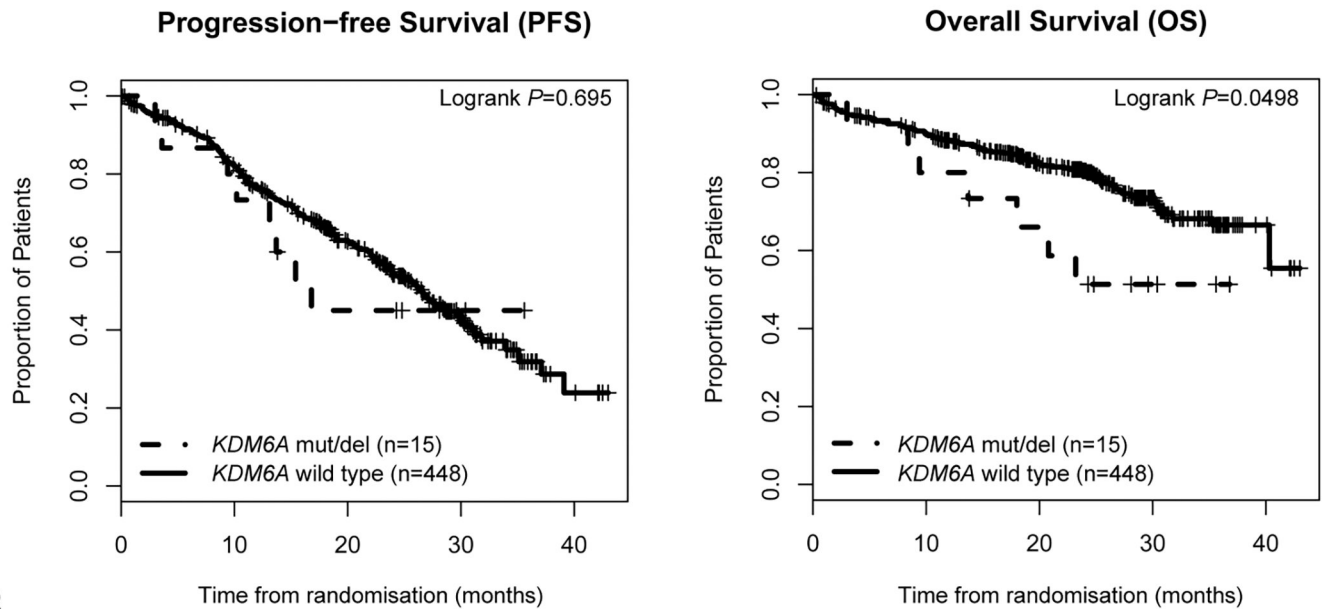 Progression−free Survival (PFS)
Logrank P=0.695
Proportion of Patients
1.0
0.8
0.6
0.4
0.2
0.0
KDM6A mut/del (n=15)
KDM6A wild type (n=448)
0 10 20 30 40
Time from randomisation (months)
Overall Survival (OS)
Logrank P=0.0498
Proportion of Patients
1.0
0.8
0.6
0.4
0.2
0.0
KDM6A mut/del (n=15)
KDM6A wild type (n=448)
0 10 20 30 40
Time from randomisation (months)